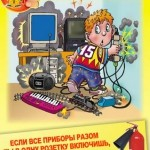 15
ЕСЛИ ВСЕ ПРИБОРЫ РАЗОМ
В ОДНУ РОЗЕТКУ ВКЛЮЧИШЬ,